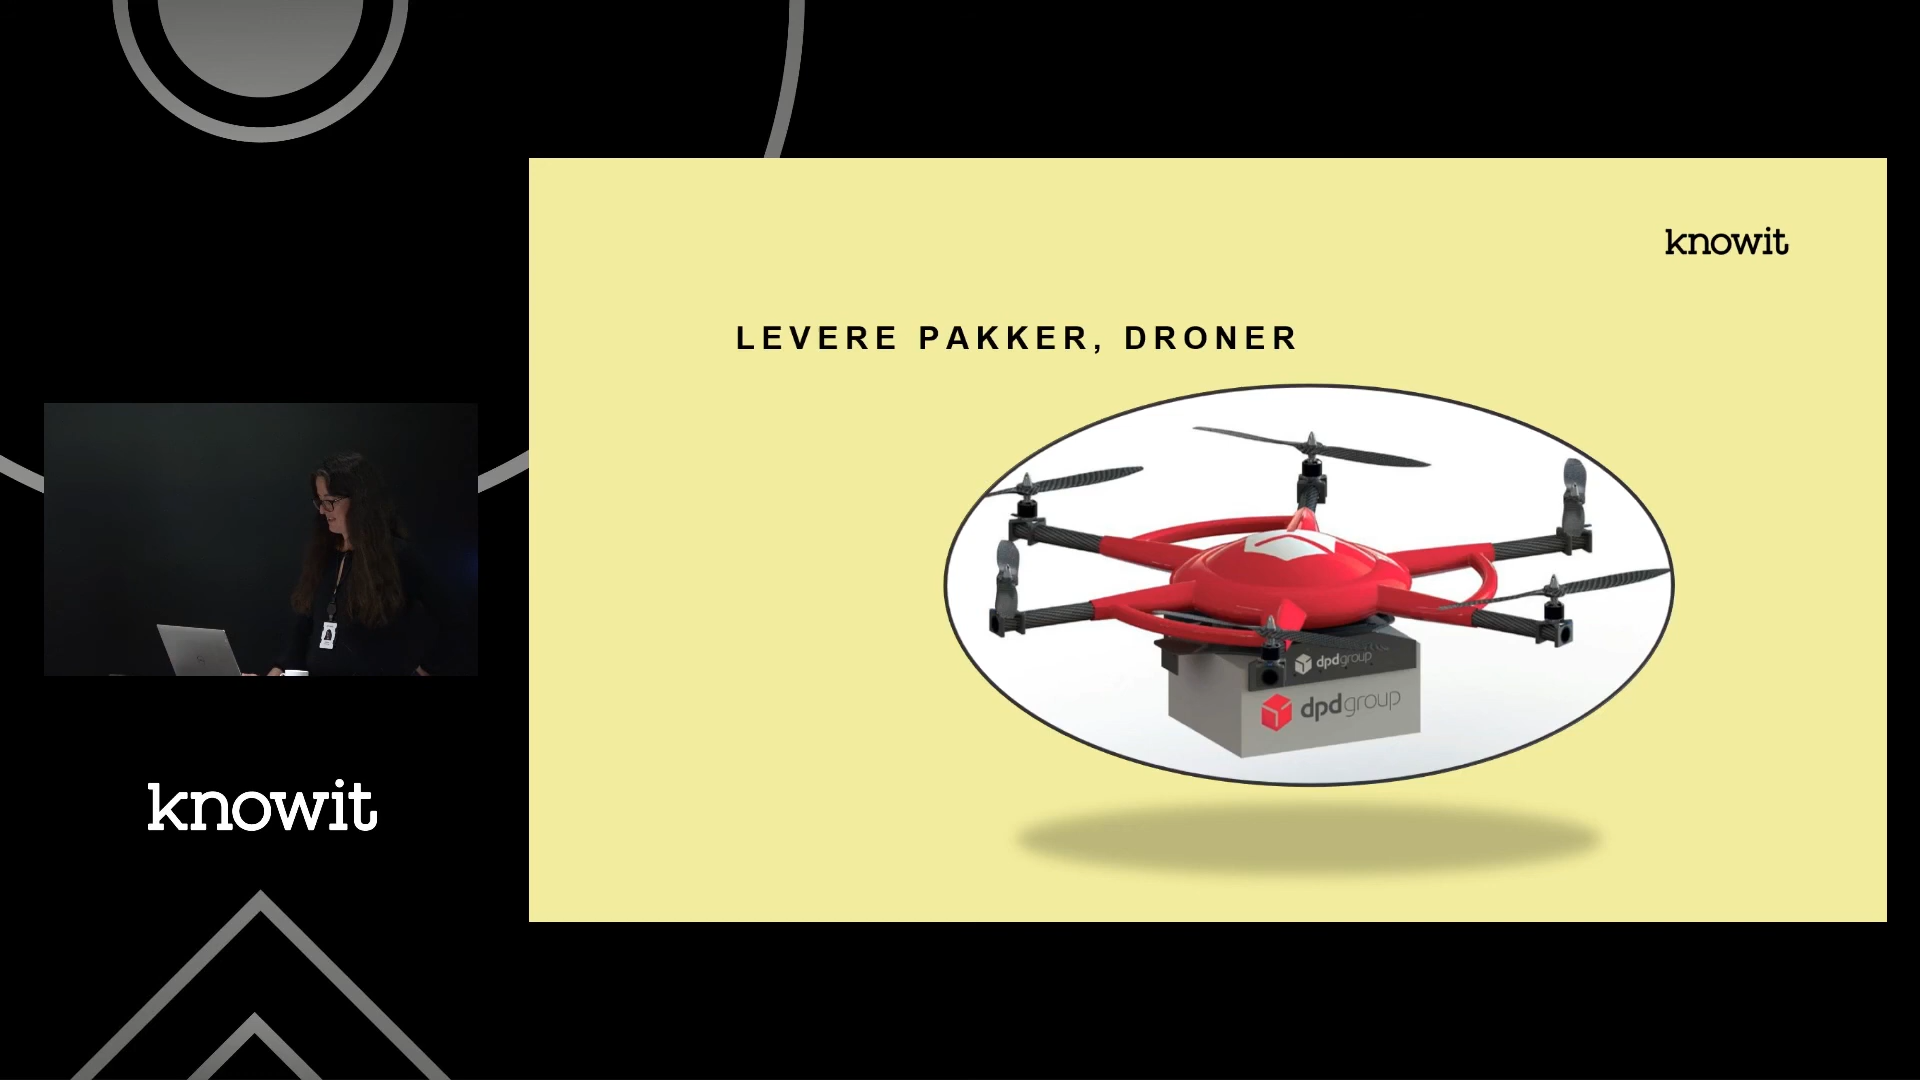 knowit
LEVERE PAKKER, DRONER
dpdgroup
dpdgroup
knowit